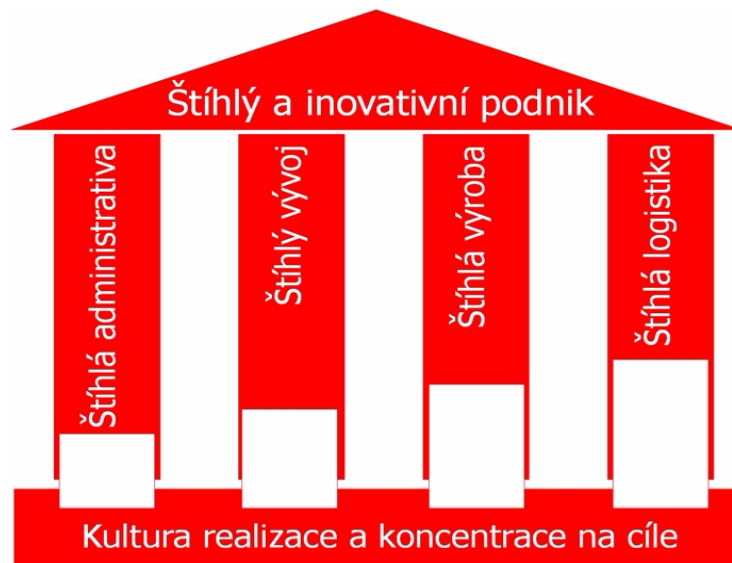 Štíhlý a inovativní podnik
Štíhlá administrativa
Štíhlý vývoj
Štíhlá výroba
Štíhlá logistika
Kultura realizace a koncentrace na cíle